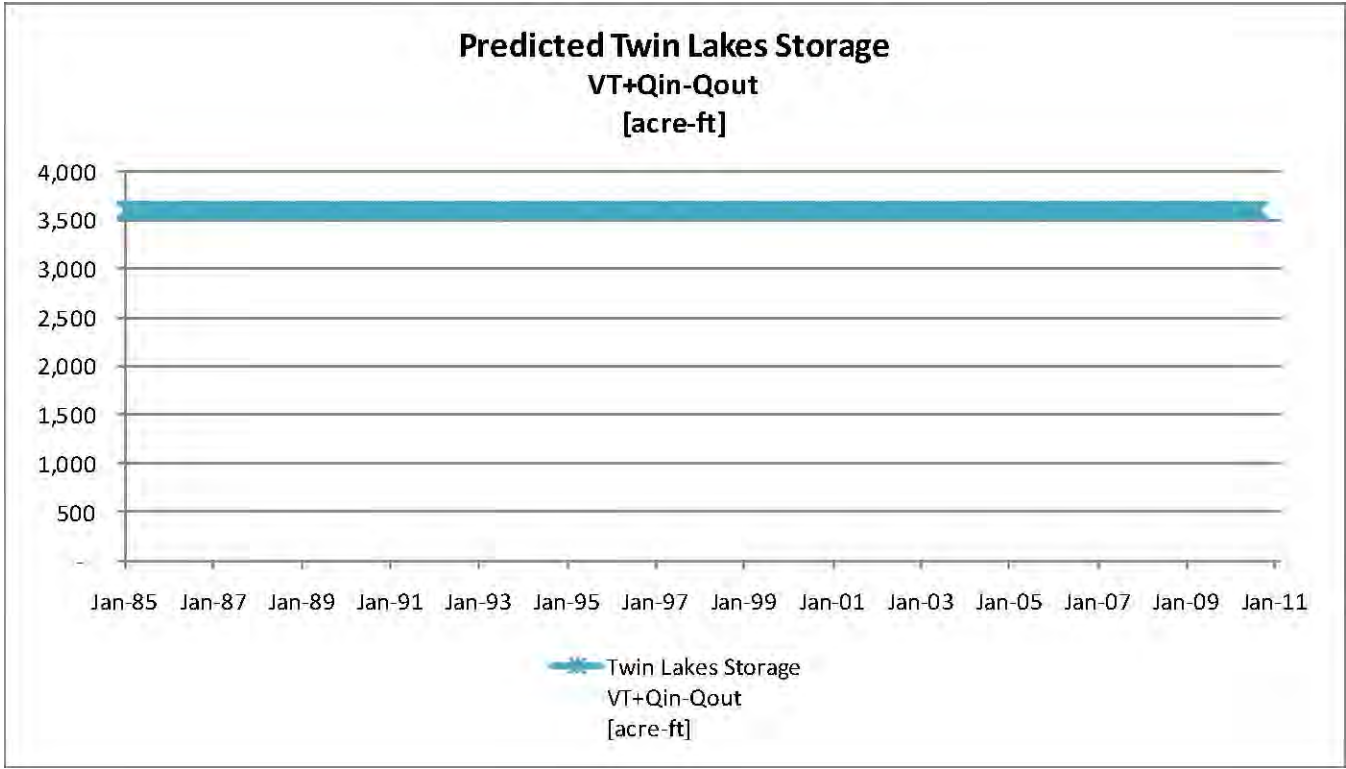 Predicted Twin Lakes Storage
VT+Qin-Qout
[acre-ft]
4,000
3,500
3,000
2,500
2,000
1,500
1,000
500
-
Jan-85 Jan-87 Jan-89 Jan-91 Jan-93 Jan-95 Jan-97 Jan-99 Jan-01 Jan-03 Jan-05 Jan-07 Jan-09 Jan-11
Twin Lakes Storage
VT+Qin-Qout
[acre-ft]